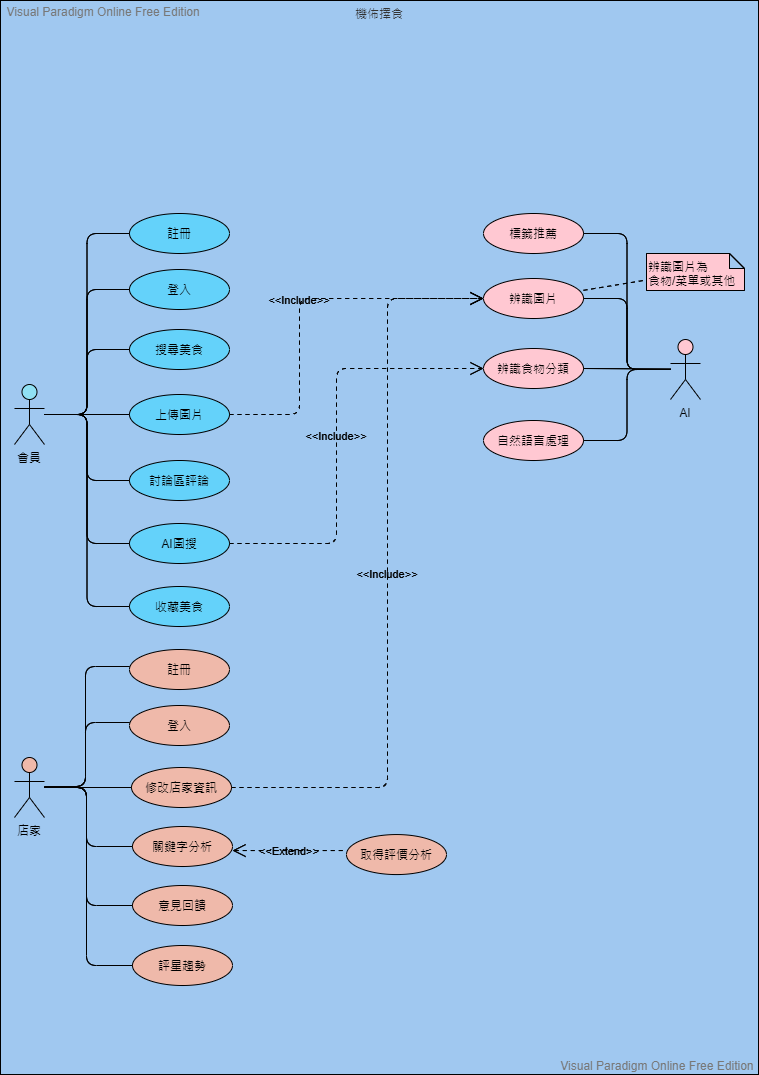 Visual Paradigm Online Free Edition
機佈擇食
註冊
標籤推薦
辨識圖片為
食物/菜單或其他
登入
<<Include>>
辨識圖片
搜尋美食
辨識食物分類
上傳圖片
AI
<<Include>>
自然語言處理
會員
討論區評論
AI圖搜
<<Include>>
收藏美食
註冊
登入
修改店家資訊
店家
關鍵字分析
<<Extend>>
取得評價分析
意見回饋
評星趨勢
Visual Paradigm Online Free Edition